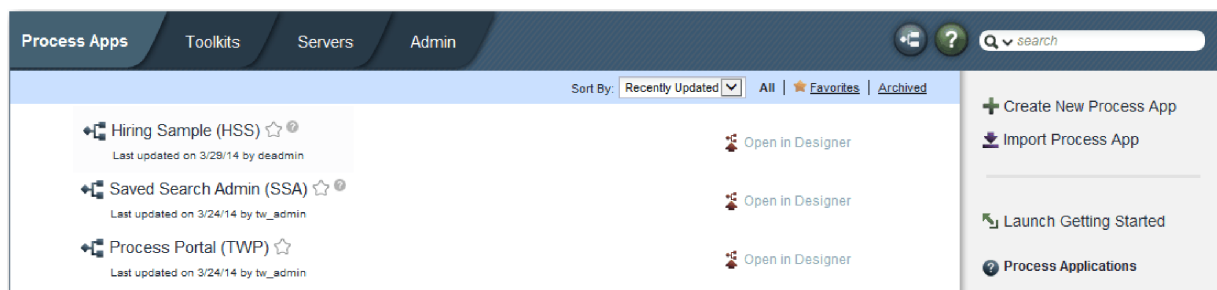 Process Apps Toolkits Servers Admin search
Sort By: Recently Updated All Favorites Archived
Create New Process App
Import Process App
Hiring Sample (HSS)
Last updated on 3/29/14 by deadmin
Open in Designer
Saved Search Admin (SSA)
Last updated on 3/24/14 by tw_admin
Open in Designer
Process Portal (TWP)
Last updated on 3/24/14 by tw_admin
Open in Designer
Launch Getting Started
Process Applications